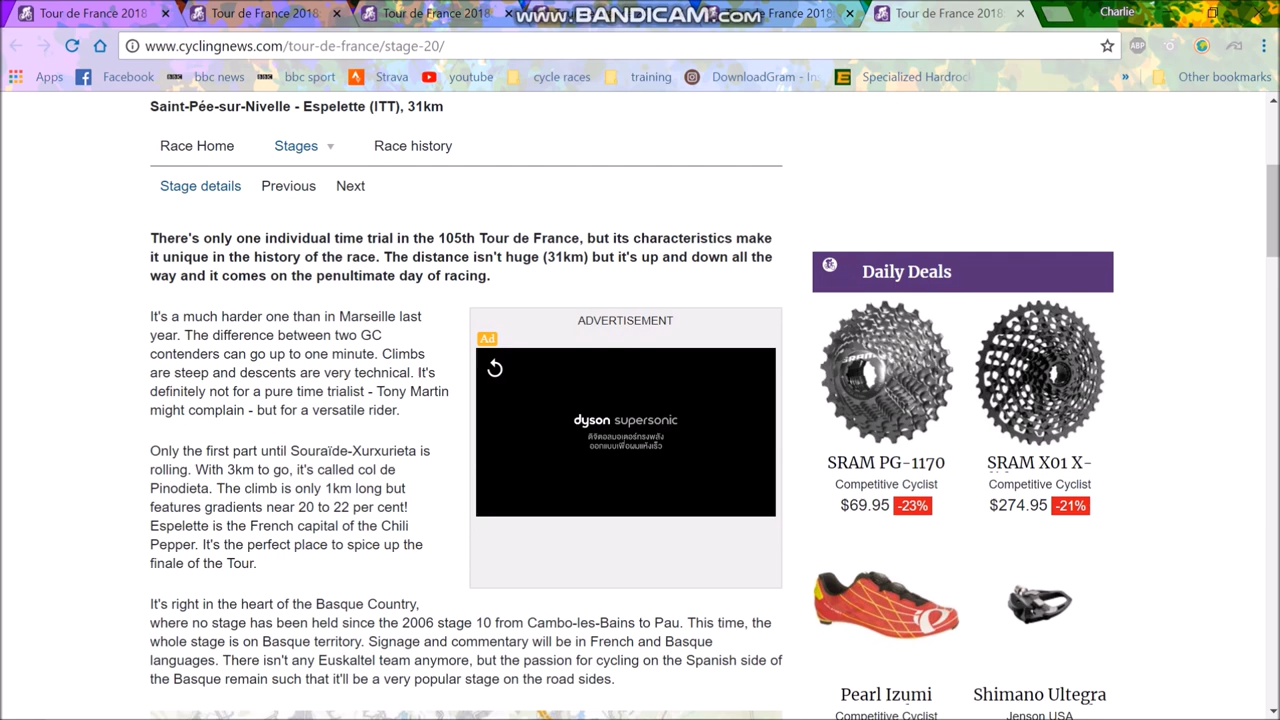 Tour de France 2018:
Tour de France 2018:
Tour de France 2018
www.BANDICAM.com
de France 2018
Tour de France 2018:
Charlie
www.cyclingnews.com/tour-de-france/stage-20/
ABP
Apps
Facebook
BBC bbc news
BBC bbc sport
Strava
youtube
cycle races
training
DownloadGram - In
E Specialized Hardroc
»
Other bookmarks
Saint-Pée-sur-Nivelle - Espelette (ITT), 31km
Race Home Stages ▼ Race history
Stage details Previous Next
There's only one individual time trial in the 105th Tour de France, but its characteristics make
it unique in the history of the race. The distance isn't huge (31km) but it's up and down all the
way and it comes on the penultimate day of racing.
It's a much harder one than in Marseille last
year. The difference between two GC
contenders can go up to one minute. Climbs
are steep and descents are very technical. It's
definitely not for a pure time trialist - Tony Martin
might complain - but for a versatile rider.
Only the first part until Souraïde-Xurxurieta is
rolling. With 3km to go, it's called col de
Pinodieta. The climb is only 1km long but
features gradients near 20 to 22 per cent!
Espelette is the French capital of the Chili
Pepper. It's the perfect place to spice up the
finale of the Tour.
It's right in the heart of the Basque Country,
where no stage has been held since the 2006 stage 10 from Cambo-les-Bains to Pau. This time, the
whole stage is on Basque territory. Signage and commentary will be in French and Basque
languages. There isn't any Euskaltel team anymore, but the passion for cycling on the Spanish side of
the Basque remain such that it'll be a very popular stage on the road sides.
ADVERTISEMENT
Ad
dyson supersonic
ดิจิตอลมอเตอร์ทรงพลัง
ออกแบบเพื่อผมแห้งเร็ว
Daily Deals
SRAM PG-1170
Competitive Cyclist
$69.95 -23%
SRAM X01 X-
Competitive Cyclist
$274.95 -21%
Pearl Izumi
Competitive Cyclist
Shimano Ultegra
Jenson USA